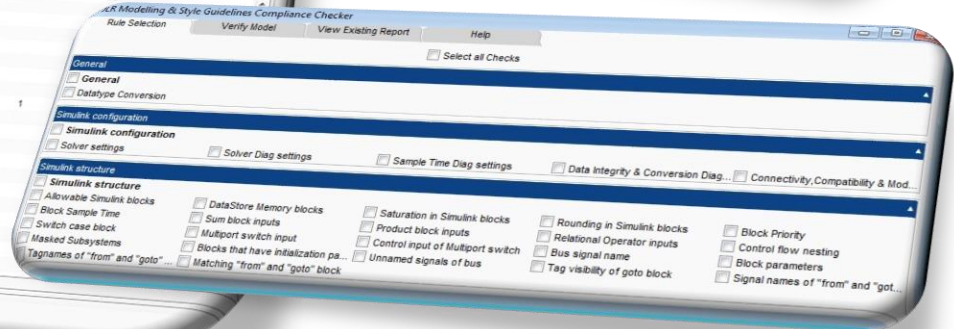 JLR Modelling & Style Guidelines Compliance Checker
Rule Selection Verify Model View Existing Report Help
Select all Checks
General
General
Datatype Conversion
Simulink configuration
Simulink configuration
Solver settings Solver Diag settings Sample Time Diag settings Data Integrity & Conversion Diag... Connectivity,Compatibility & Mod...
Simulink structure
Simulink structure
Allowable Simulink blocks DataStore Memory blocks Saturation in Simulink blocks Rounding in Simulink blocks Block Priority
Block Sample Time Sum block inputs Product block inputs Relational Operator inputs Control flow nesting
Switch case block Multiport switch input Control input of Multiport switch Bus signal name Block parameters
Masked Subsystems Blocks that have initialization pa... Unnamed signals of bus Tag visibility of goto block Signal names of "from" and "got...
Tagnames of "from" and "goto" ... Matching "from" and "goto" block
1